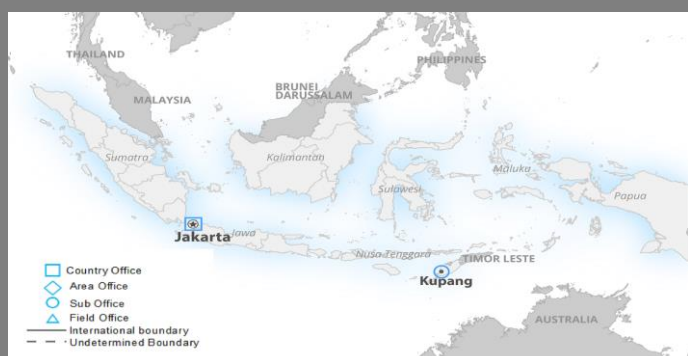 THAILAND
PHILIPPINES
BRUNEI
DARUSSALAM
MALAYSIA
Sumatra
Kalimantan
Sulawesi
Maluku
Papua
Jakarta
Jawa
Nusa Tenggara
TIMOR LESTE
Kupang
AUSTRALIA
Country Office
Area Office
Sub Office
Field Office
International boundary
Undetermined Boundary